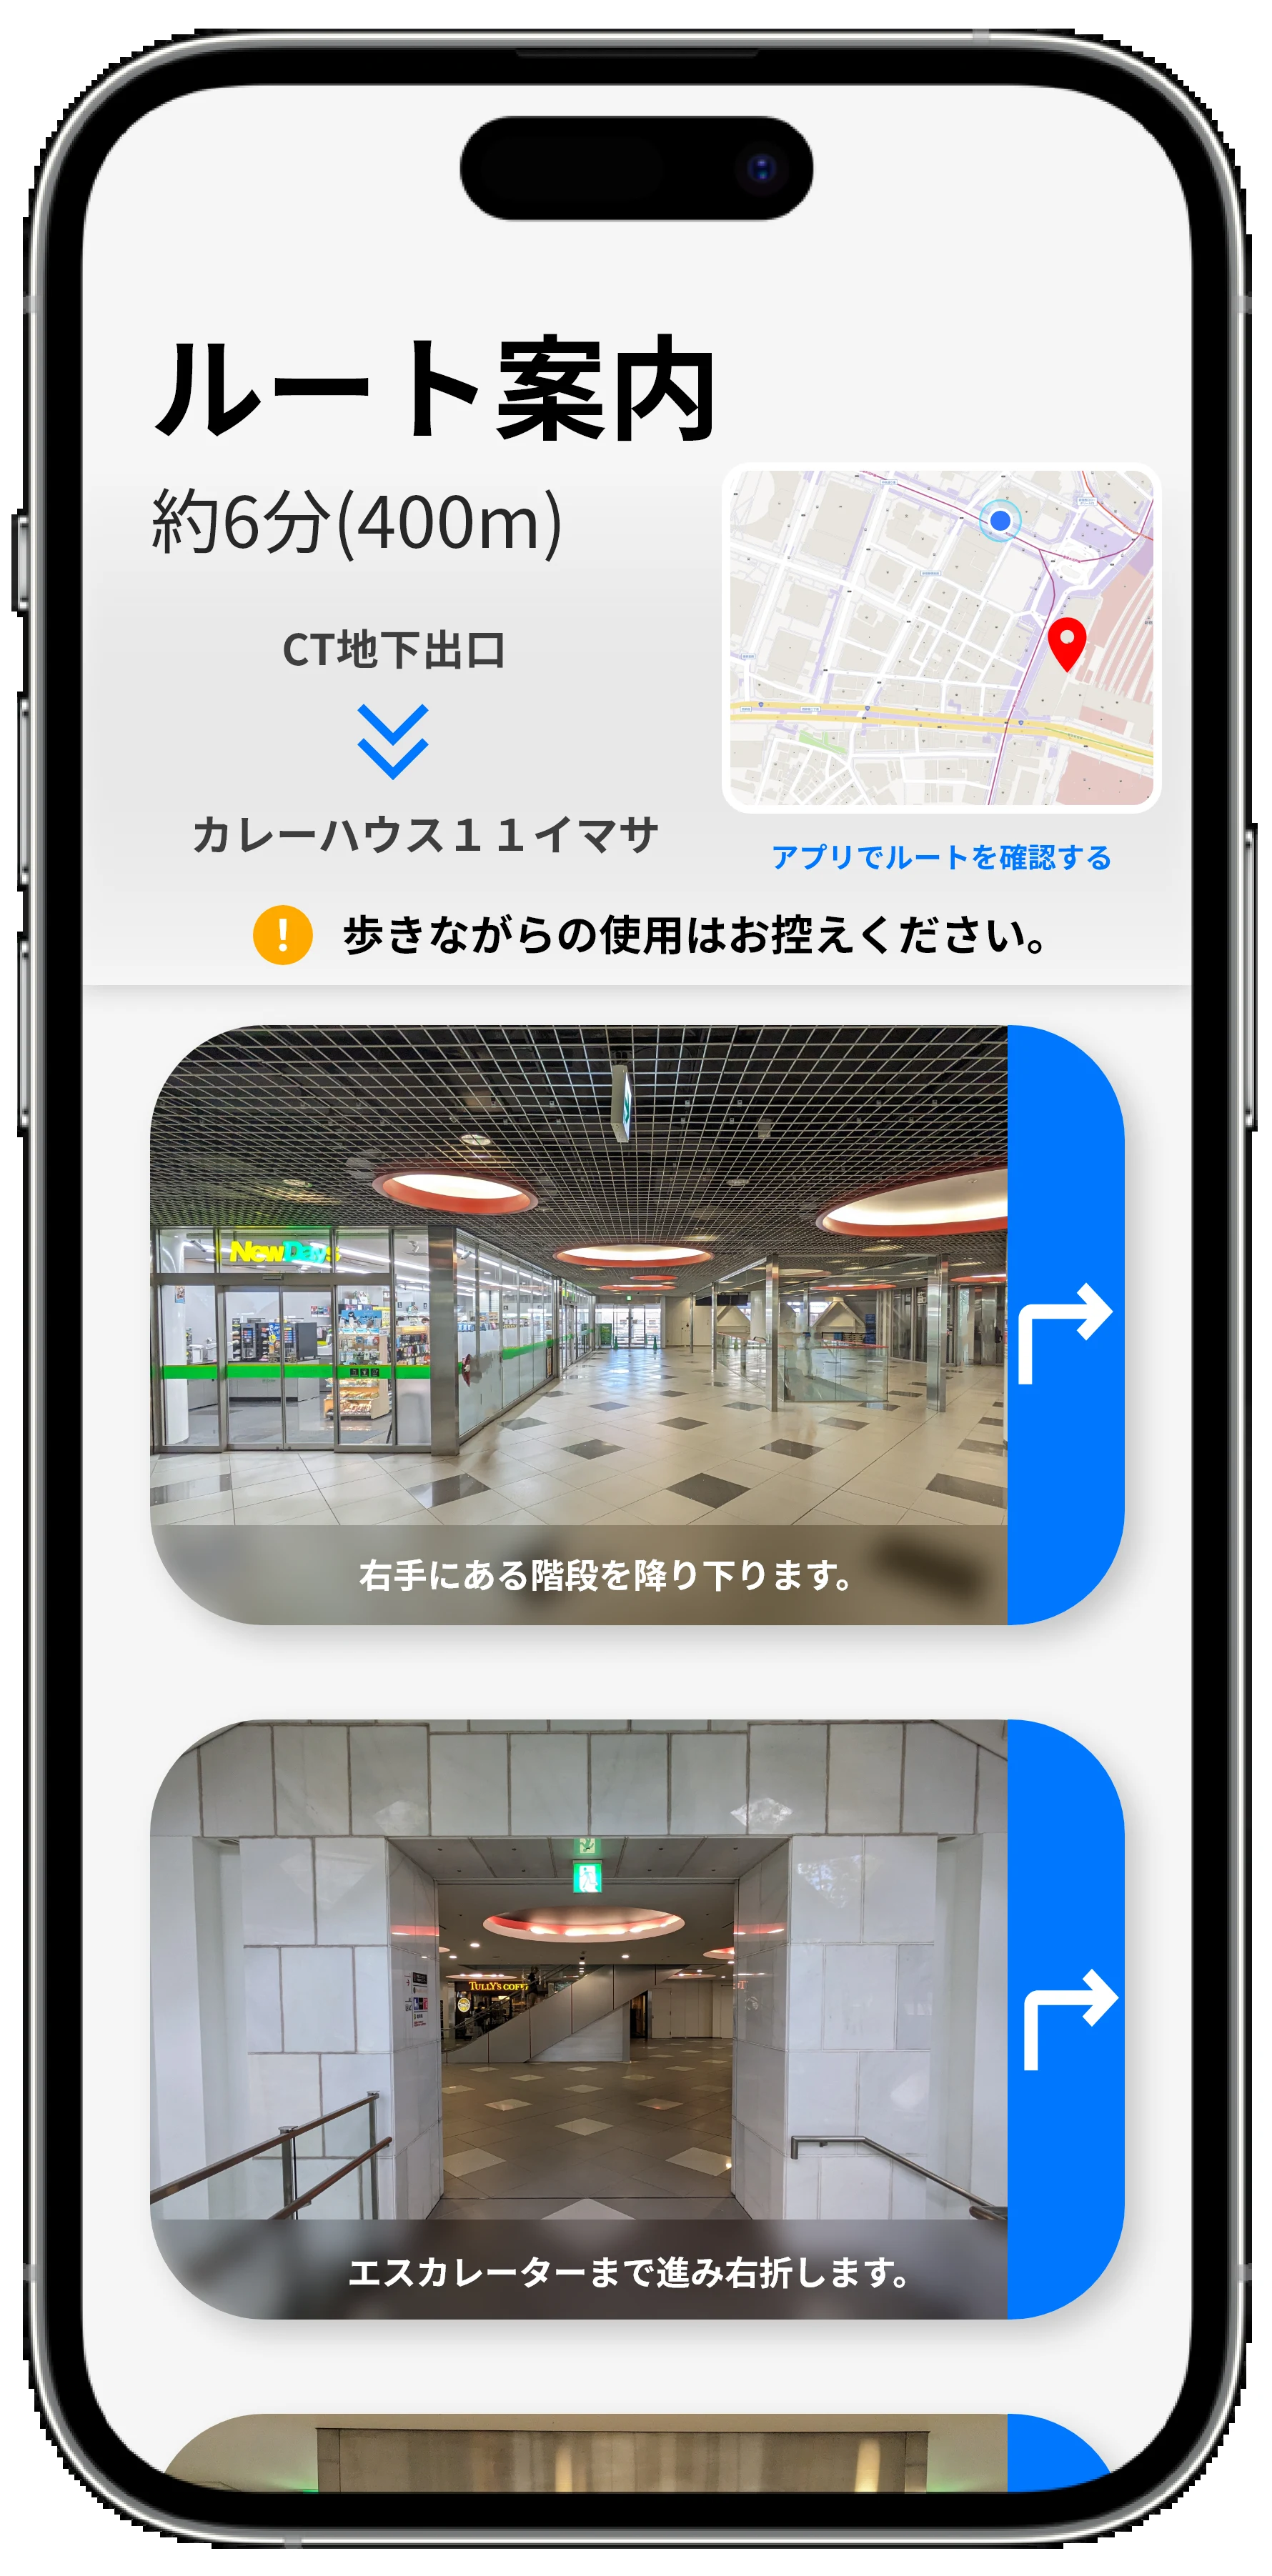 ルート案内
約6分(400m)
CT地下出口
カレーハウス１１イマサ
アプリでルートを確認する
! 歩きながらの使用はお控えください。
NewDays
右手にある階段を降り下ります。
TULLY'S COFFEE
エスカレーターまで進み右折します。